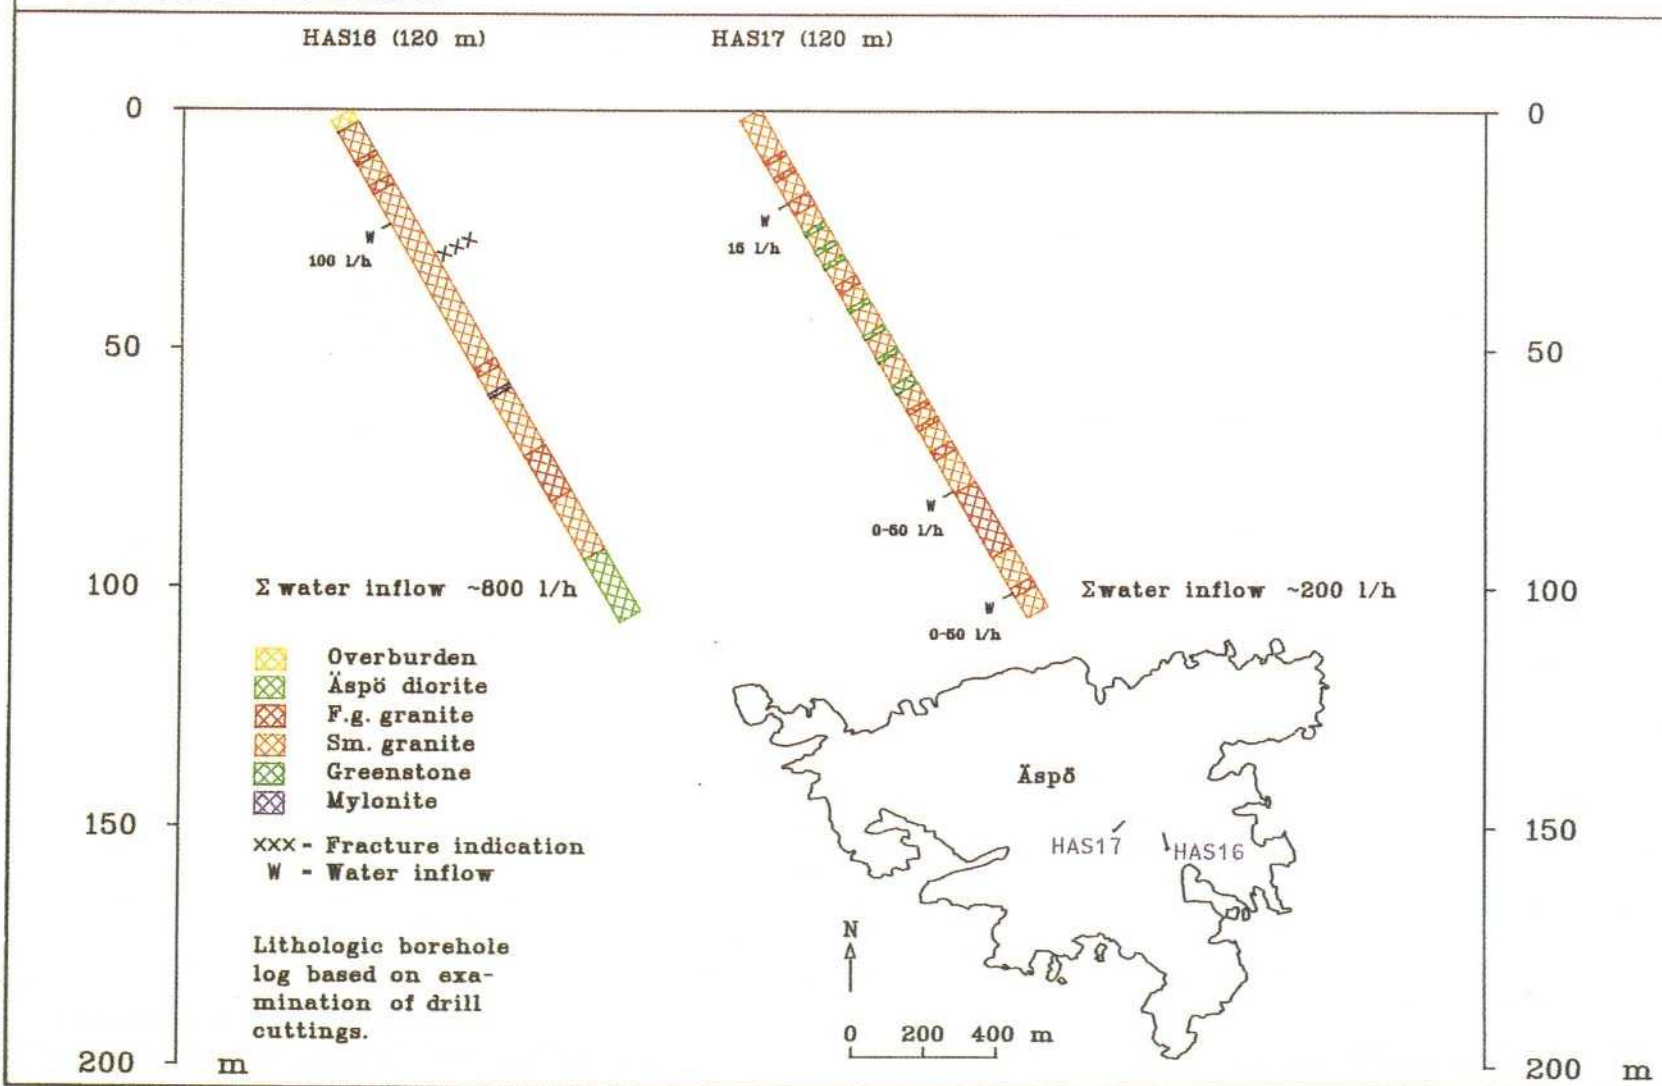 HAS16 (120 m)
HAS17 (120 m)
0
50
100
150
200 m
0
50
100
150
200 m
W
100 l/h
xxx
W
15 l/h
W
0-50 l/h
W
0-50 l/h
Σ water inflow ~800 l/h
Σwater inflow ~200 l/h
Overburden
Äspö diorite
F.g. granite
Sm. granite
Greenstone
Mylonite
xxx - Fracture indication
W - Water inflow
Lithologic borehole
log based on exa-
mination of drill
cuttings.
Äspö
HAS17
HAS16
N
0 200 400 m